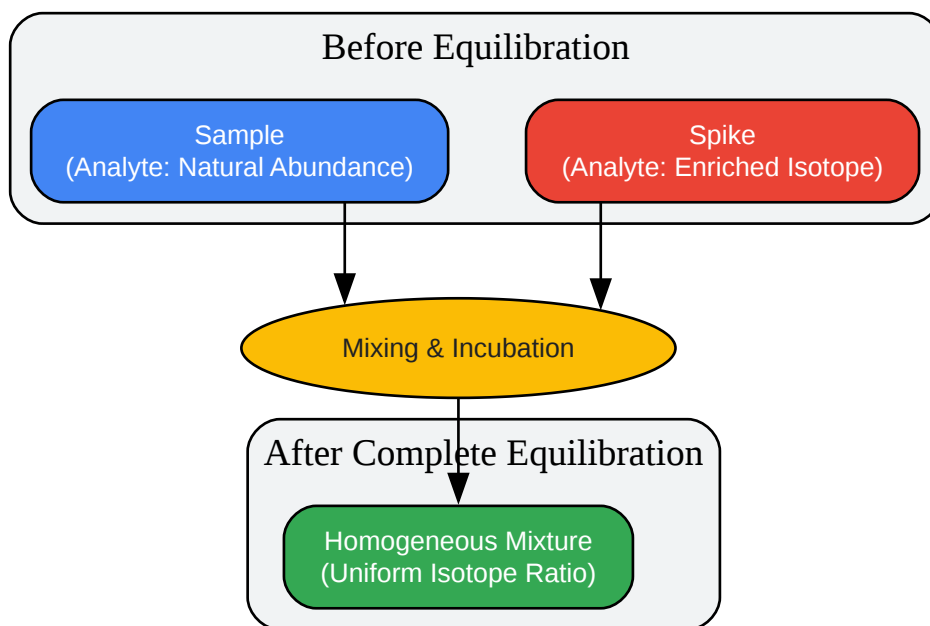 Before Equilibration
Sample
(Analyte: Natural Abundance)
Spike
(Analyte: Enriched Isotope)
Mixing & Incubation
After Complete Equilibration
Homogeneous Mixture
(Uniform Isotope Ratio)